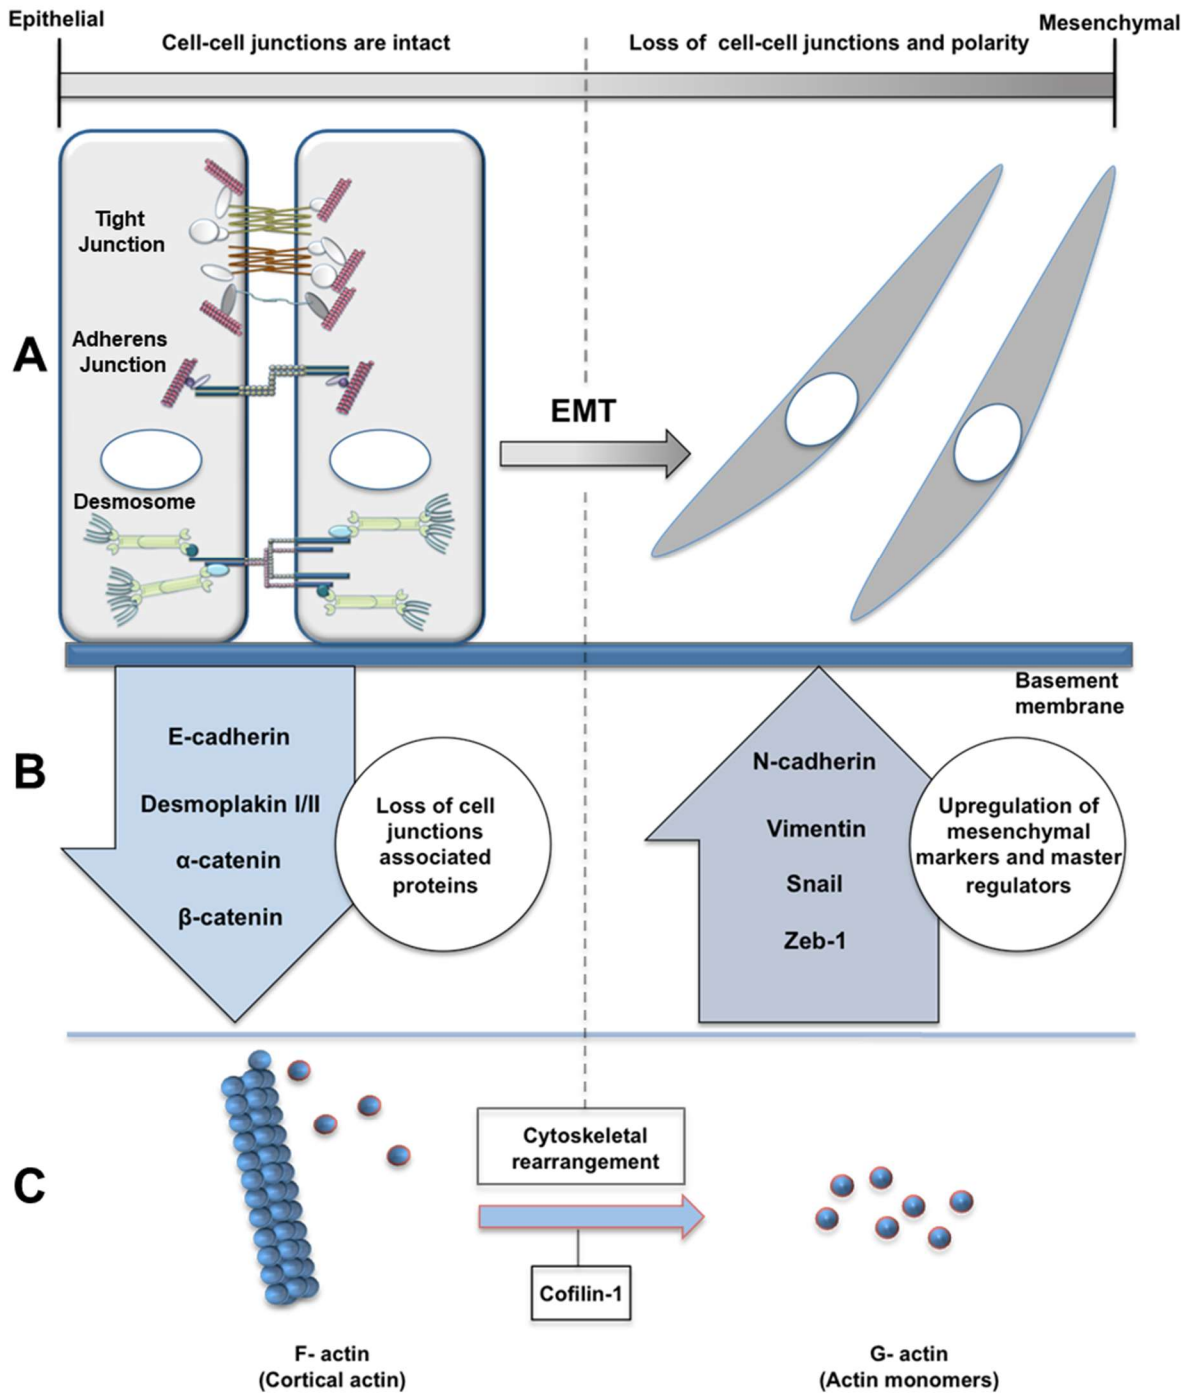 Epithelial
Mesenchymal
Cell-cell junctions are intact
Loss of cell-cell junctions and polarity
A
Tight
Junction
Adherens
Junction
Desmosome
EMT
Basement
membrane
B
E-cadherin
Desmoplakin I/II
α-catenin
β-catenin
Loss of cell
junctions
associated
proteins
N-cadherin
Vimentin
Snail
Zeb-1
Upregulation of
mesenchymal
markers and master
regulators
C
Cytoskeletal
rearrangement
Cofilin-1
F- actin
(Cortical actin)
G- actin
(Actin monomers)